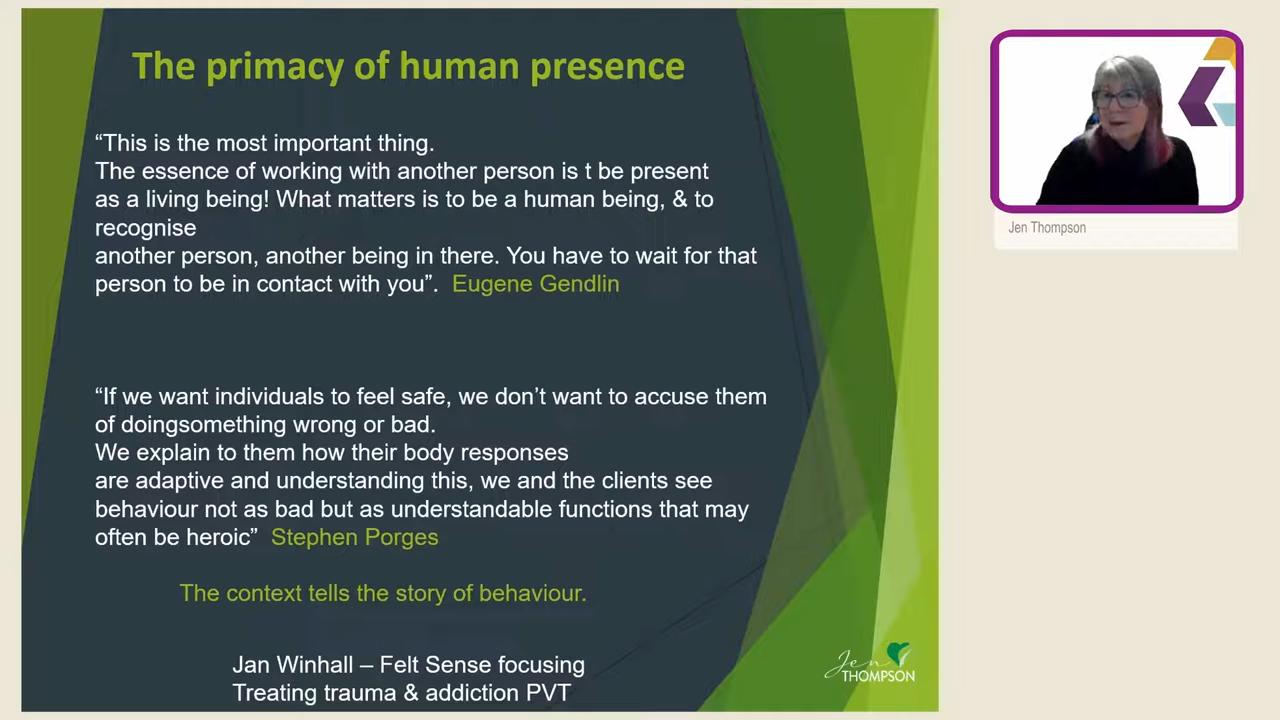 The primacy of human presence
“This is the most important thing.
The essence of working with another person is t be present
as a living being! What matters is to be a human being, & to
recognise
another person, another being in there. You have to wait for that
person to be in contact with you”. Eugene Gendlin
“If we want individuals to feel safe, we don’t want to accuse them
of doingsomething wrong or bad.
We explain to them how their body responses
are adaptive and understanding this, we and the clients see
behaviour not as bad but as understandable functions that may
often be heroic” Stephen Porges
The context tells the story of behaviour.
Jan Winhall – Felt Sense focusing
Treating trauma & addiction PVT
Jen
THOMPSON
Jen Thompson